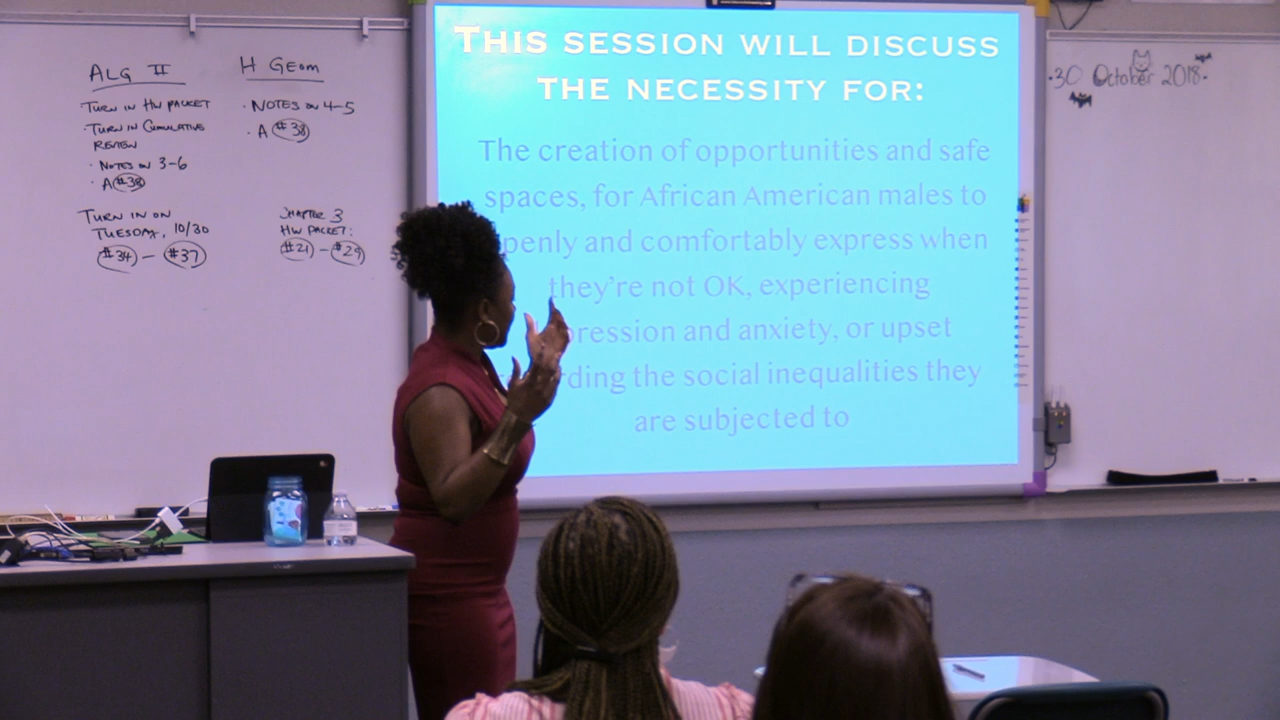 ALG II
TURN IN HW PACKET
TURN IN CUMULATIVE
REVIEW
NOTES ON 3-6
A #38
TURN IN ON
TUESDAY, 10/30
#34 - #37
H GEOM
NOTES ON 4-5
A #38
CHAPTER 3
HW PACKET:
#21 - #29
THIS SESSION WILL DISCUSS
THE NECESSITY FOR:
The creation of opportunities and safe
spaces, for African American males to
penly and comfortably express when
they're not OK, experiencing
pression and anxiety, or upset
rding the social inequalities they
are subjected to
30 October 2018